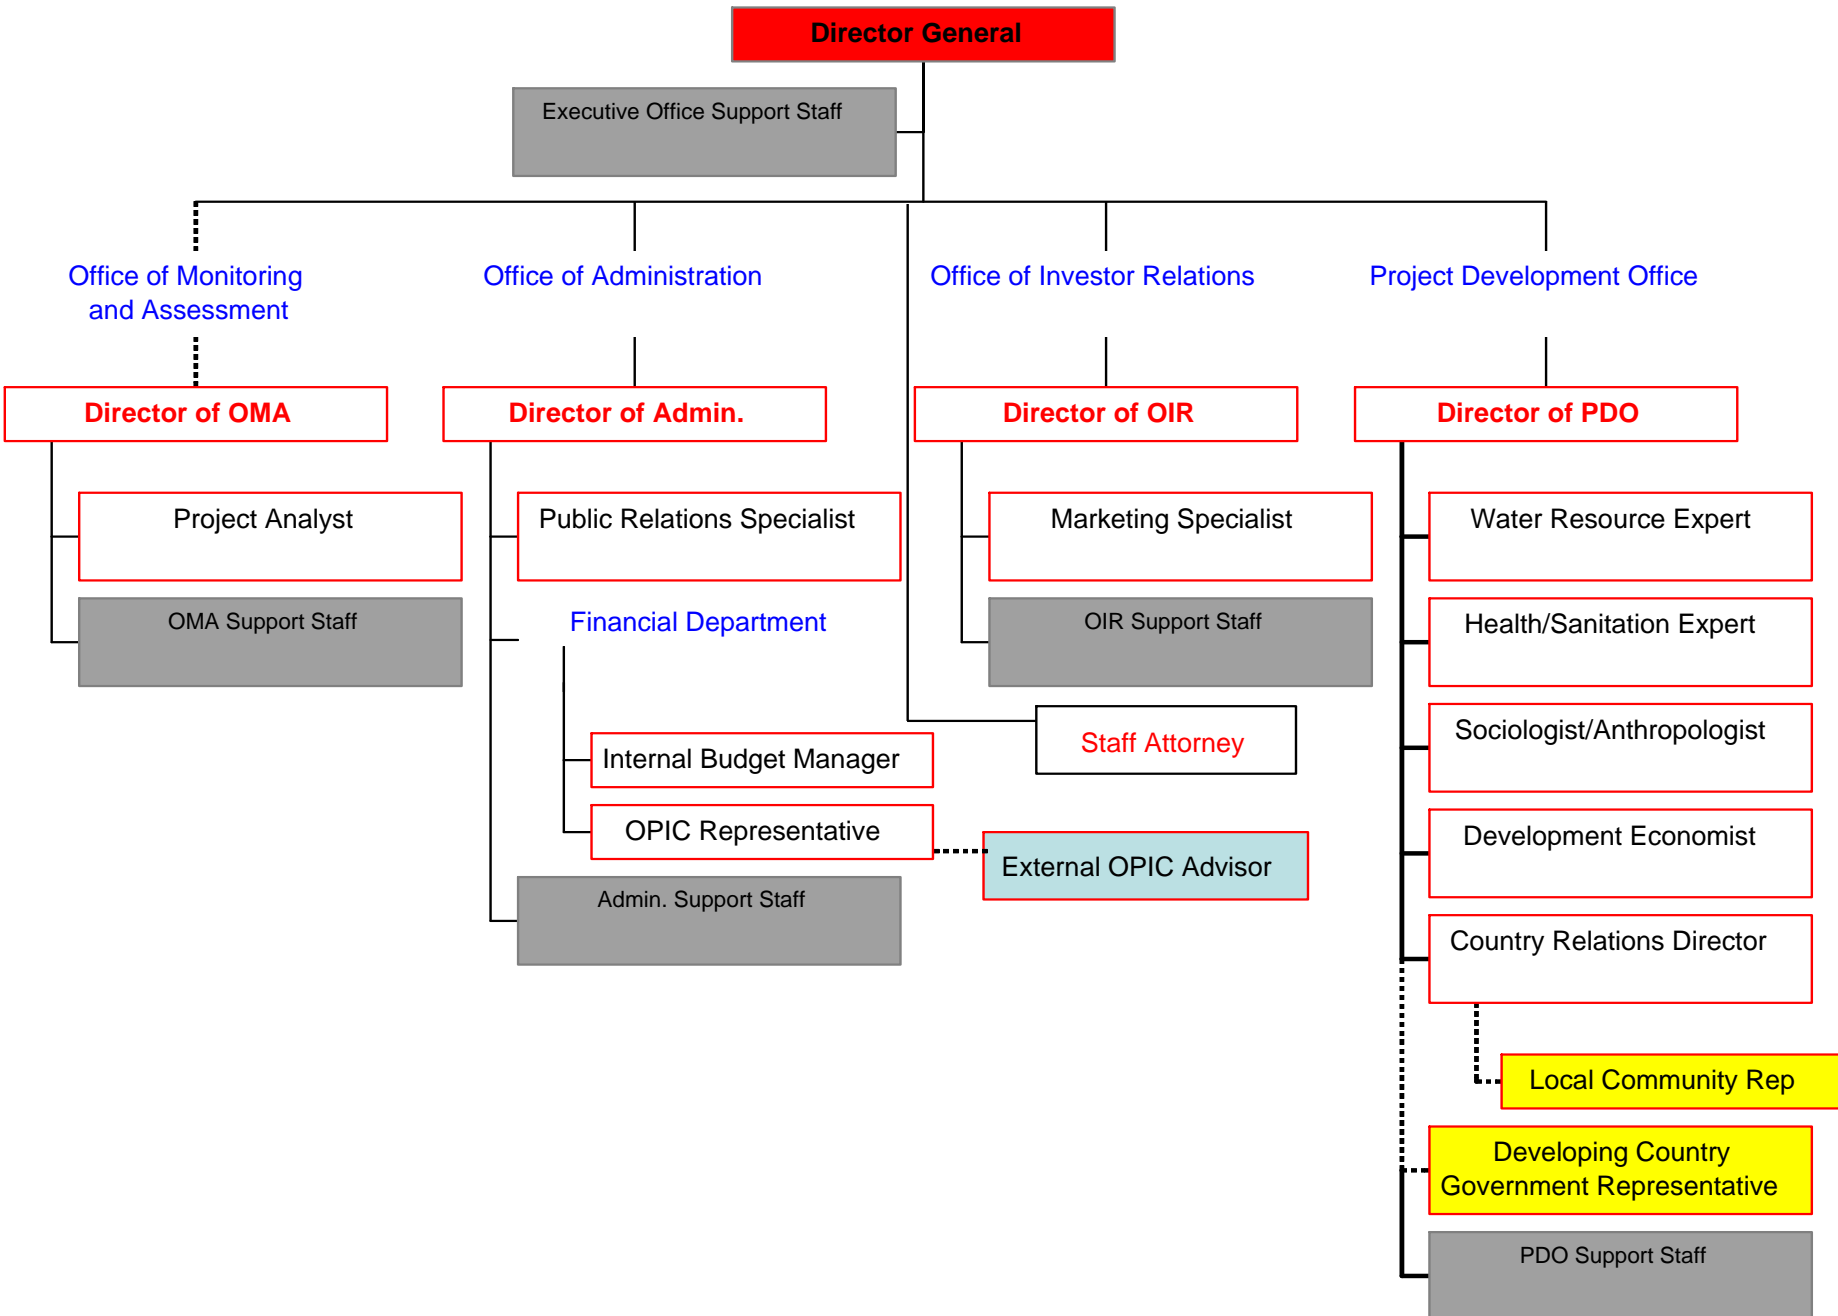 Director General
Executive Office Support Staff
Office of Monitoring
and Assessment
Office of Administration
Office of Investor Relations
Project Development Office
Director of OMA
Director of Admin.
Director of OIR
Director of PDO
Project Analyst
Public Relations Specialist
Marketing Specialist
Water Resource Expert
OMA Support Staff
Financial Department
OIR Support Staff
Health/Sanitation Expert
Staff Attorney
Sociologist/Anthropologist
Internal Budget Manager
OPIC Representative
External OPIC Advisor
Development Economist
Admin. Support Staff
Country Relations Director
Local Community Rep
Developing Country
Government Representative
PDO Support Staff